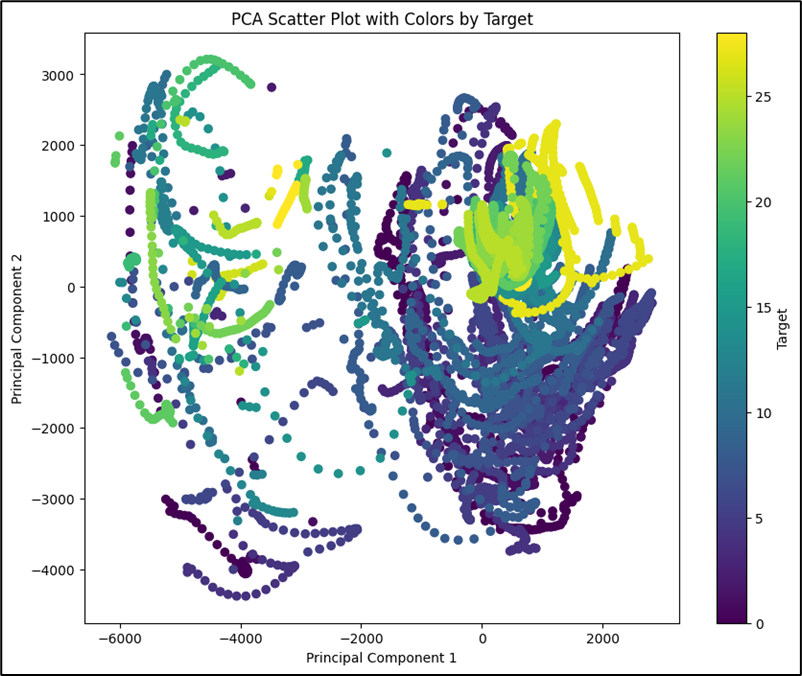 PCA Scatter Plot with Colors by Target
3000
2000
1000
0
−1000
−2000
−3000
−4000
Principal Component 2
−6000 −4000 −2000 0 2000
Principal Component 1
25
20
15
10
5
0
Target